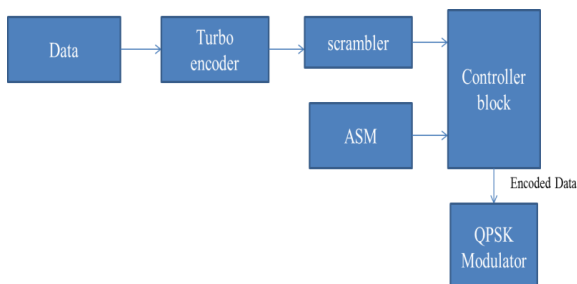 Data
Turbo
encoder
scrambler
Controller
block
ASM
Encoded Data
QPSK
Modulator